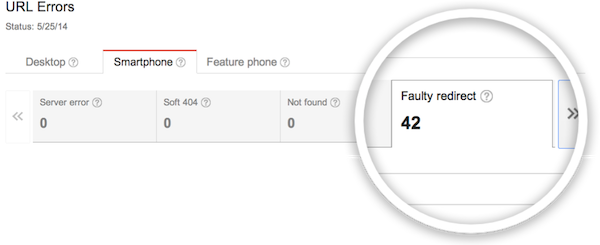 URL Errors
Status: 5/25/14
Desktop ? Smartphone ? Feature phone ?
« Server error ? Soft 404 ? Not found ? Faulty redirect ? »
0 0 0 42